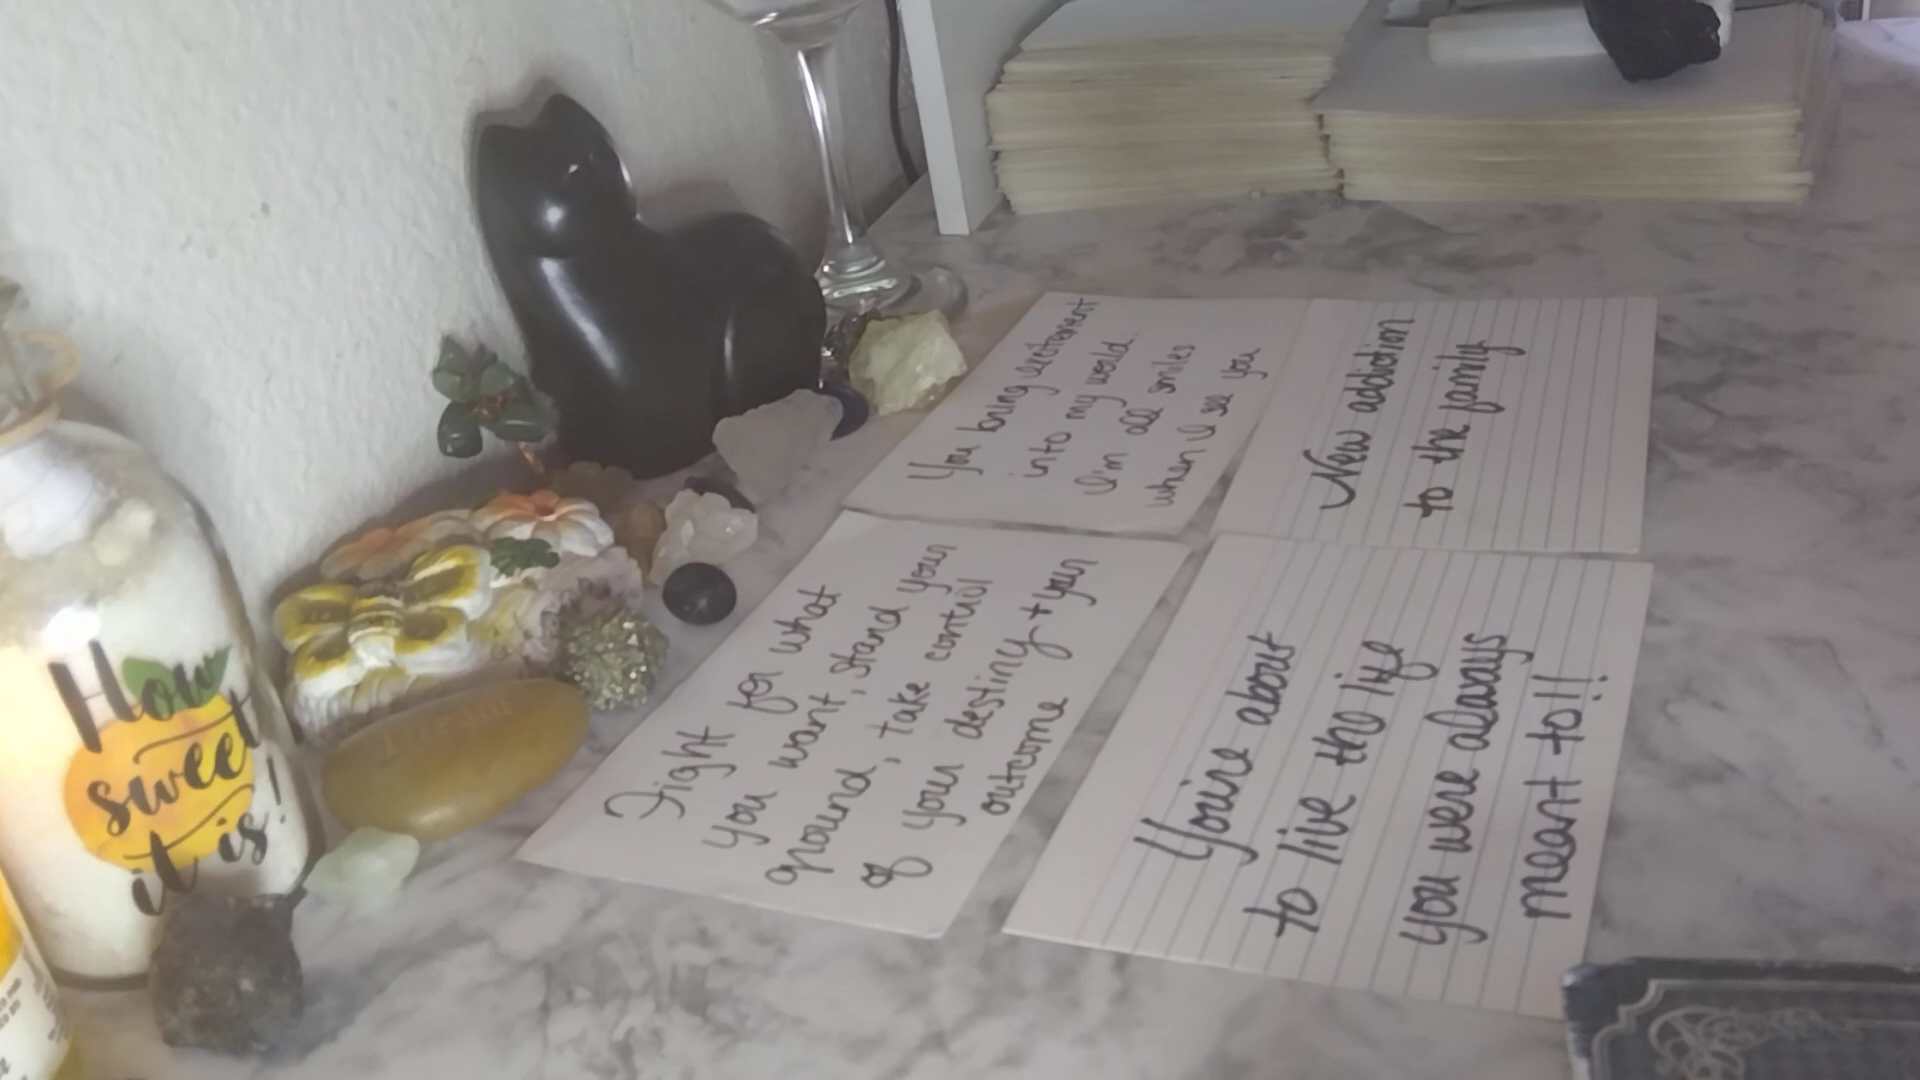 You bring excitement
into my world.
I'm all smiles
when I see you
New addiction
to the family
Fight for what
you want, stand your
ground, take control
of your destiny + your
outcome
You're about
to live the life
you were always
meant to!!
How
sweet
it is!